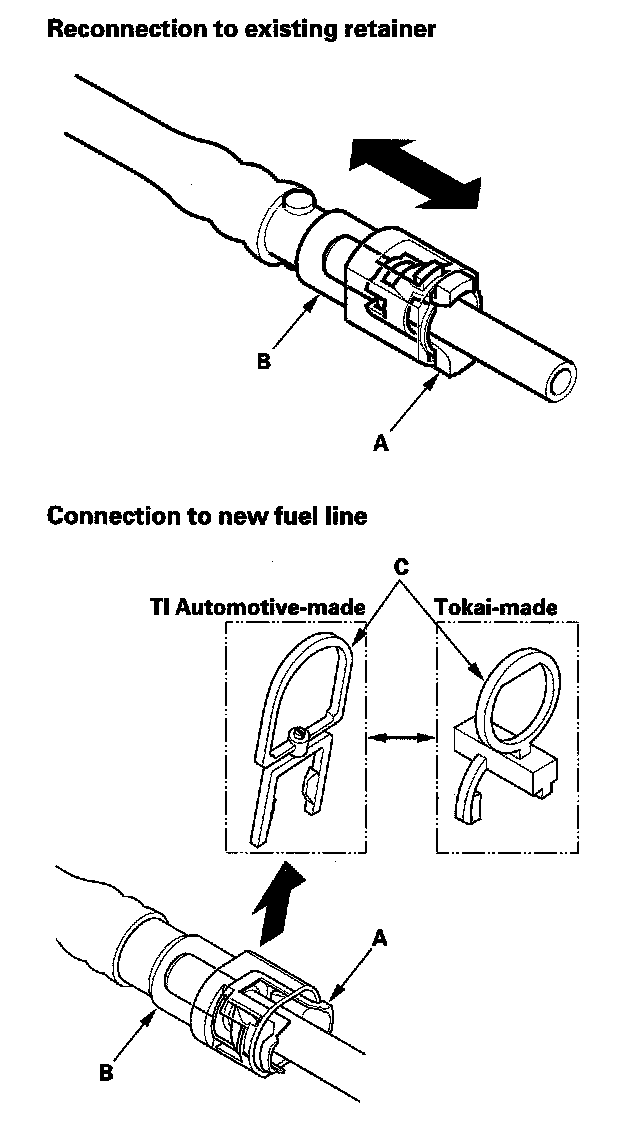 Reconnection to existing retainer
B
A
Connection to new fuel line
C
TI Automotive-made
Tokai-made
A
B